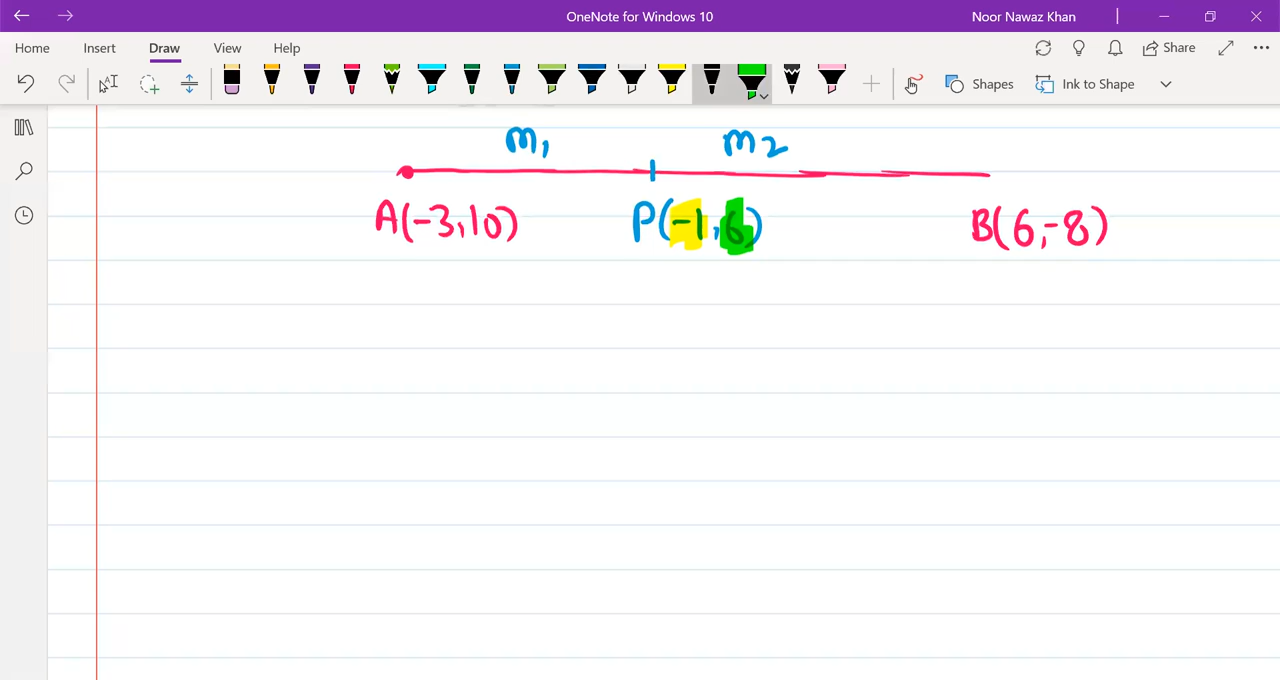 OneNote for Windows 10
Noor Nawaz Khan
Home Insert Draw View Help
Share
Shapes
Ink to Shape
m₁ m₂
A(-3,10) P(-1,6) B(6,-8)